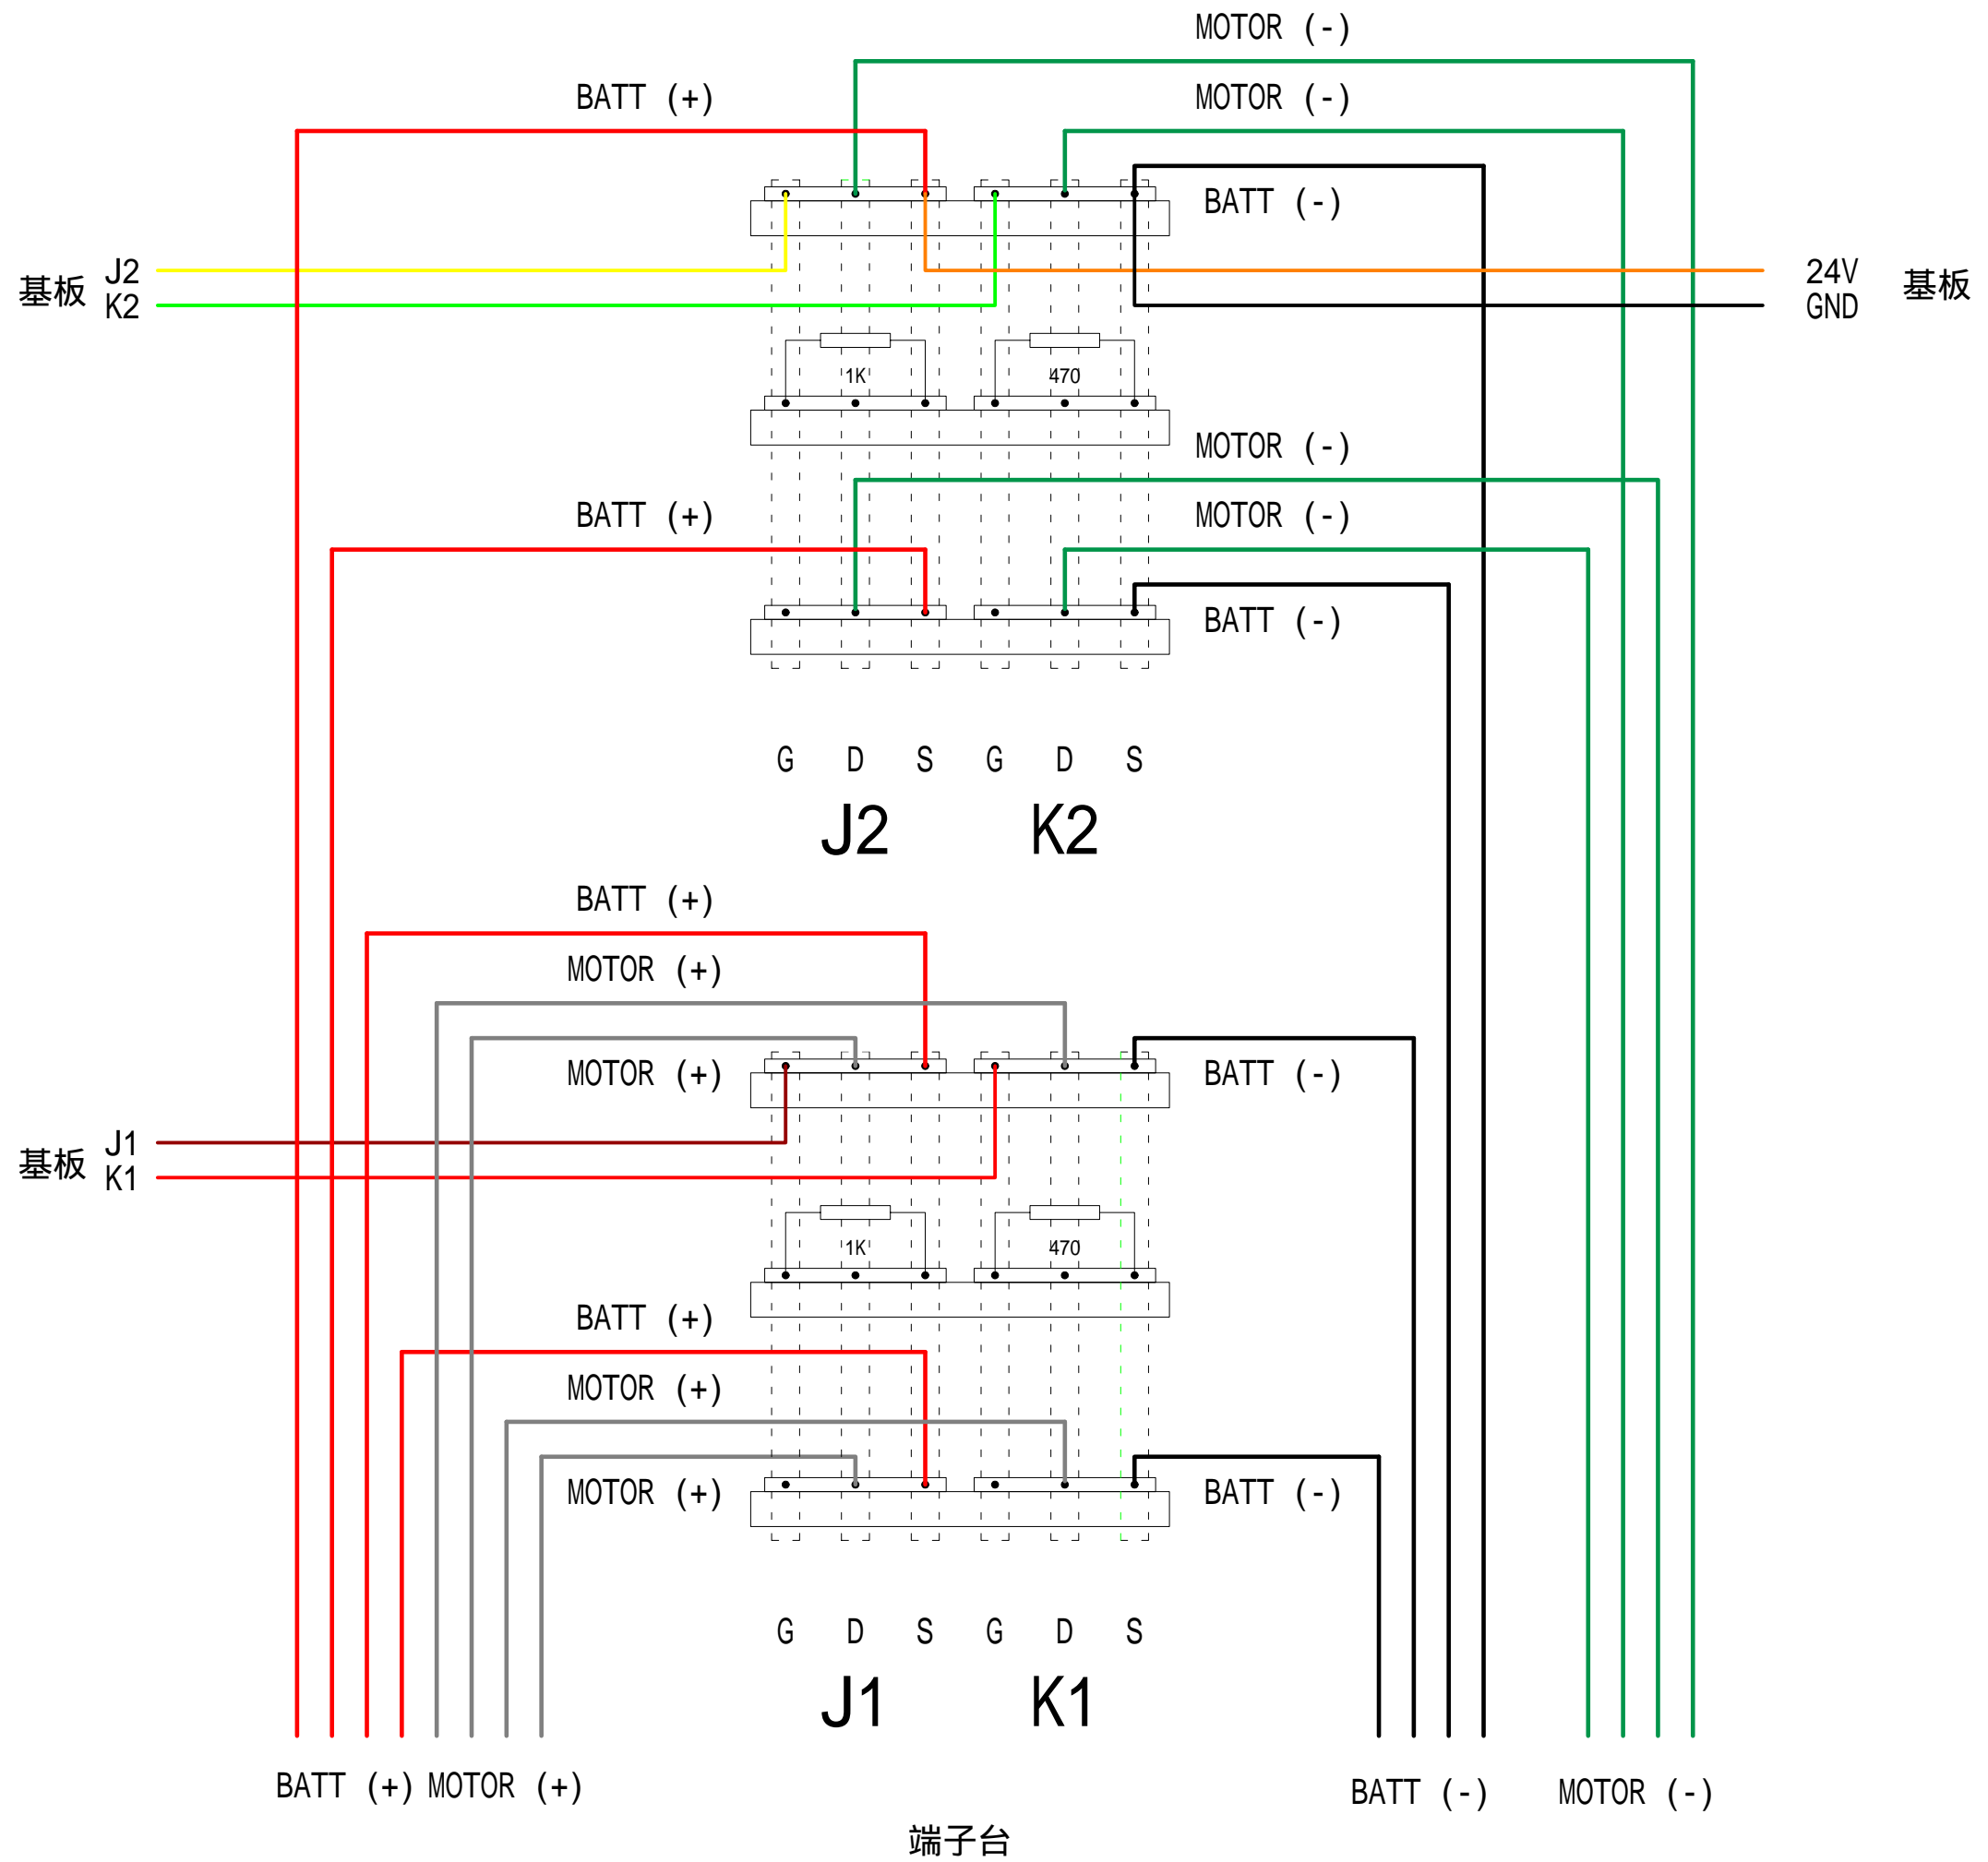 MOTOR (-)
BATT (+)
MOTOR (-)
BATT (-)
基板
J2
K2
24V
GND
基板
1K
470
MOTOR (-)
BATT (+)
MOTOR (-)
BATT (-)
G D S G D S
J2 K2
BATT (+)
MOTOR (+)
MOTOR (+)
BATT (-)
基板
J1
K1
1K
470
BATT (+)
MOTOR (+)
MOTOR (+)
BATT (-)
G D S G D S
J1 K1
BATT (+) MOTOR (+)
BATT (-) MOTOR (-)
端子台